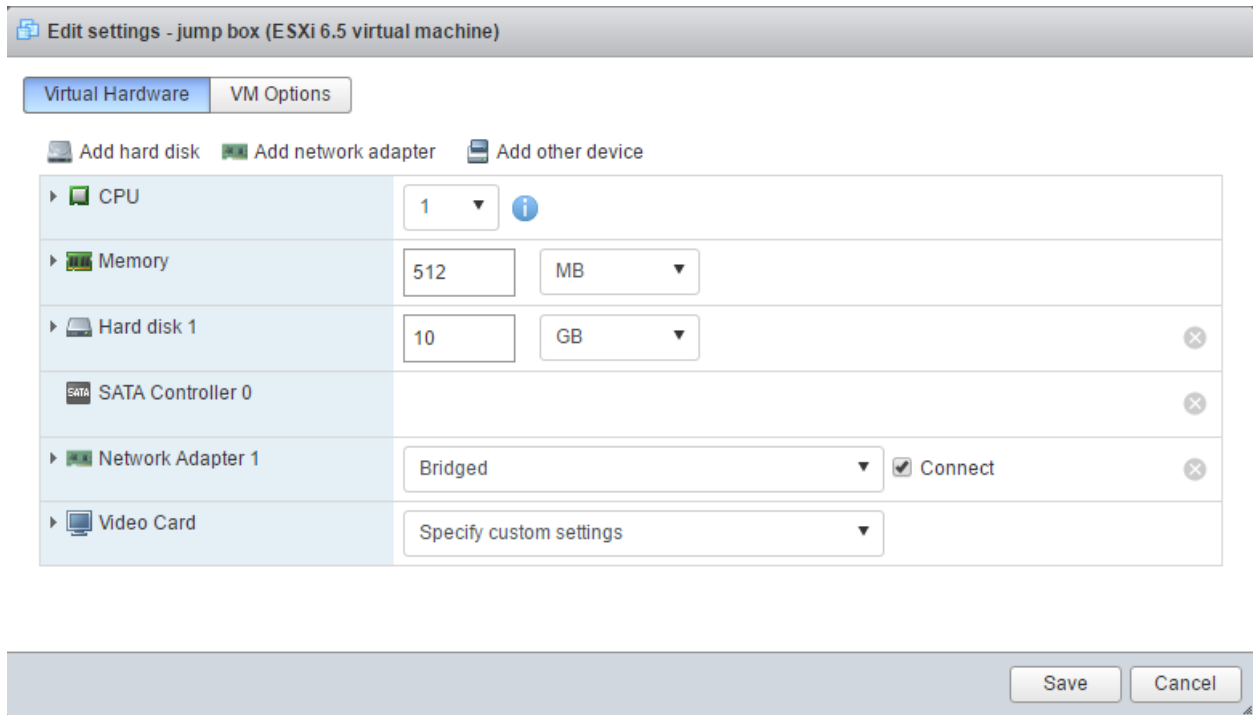 Edit settings - jump box (ESXi 6.5 virtual machine)
Virtual Hardware VM Options
Add hard disk Add network adapter Add other device
CPU 1 i
Memory 512 MB
Hard disk 1 10 GB
SATA SATA Controller 0
Network Adapter 1 Bridged Connect
Video Card Specify custom settings
Save Cancel